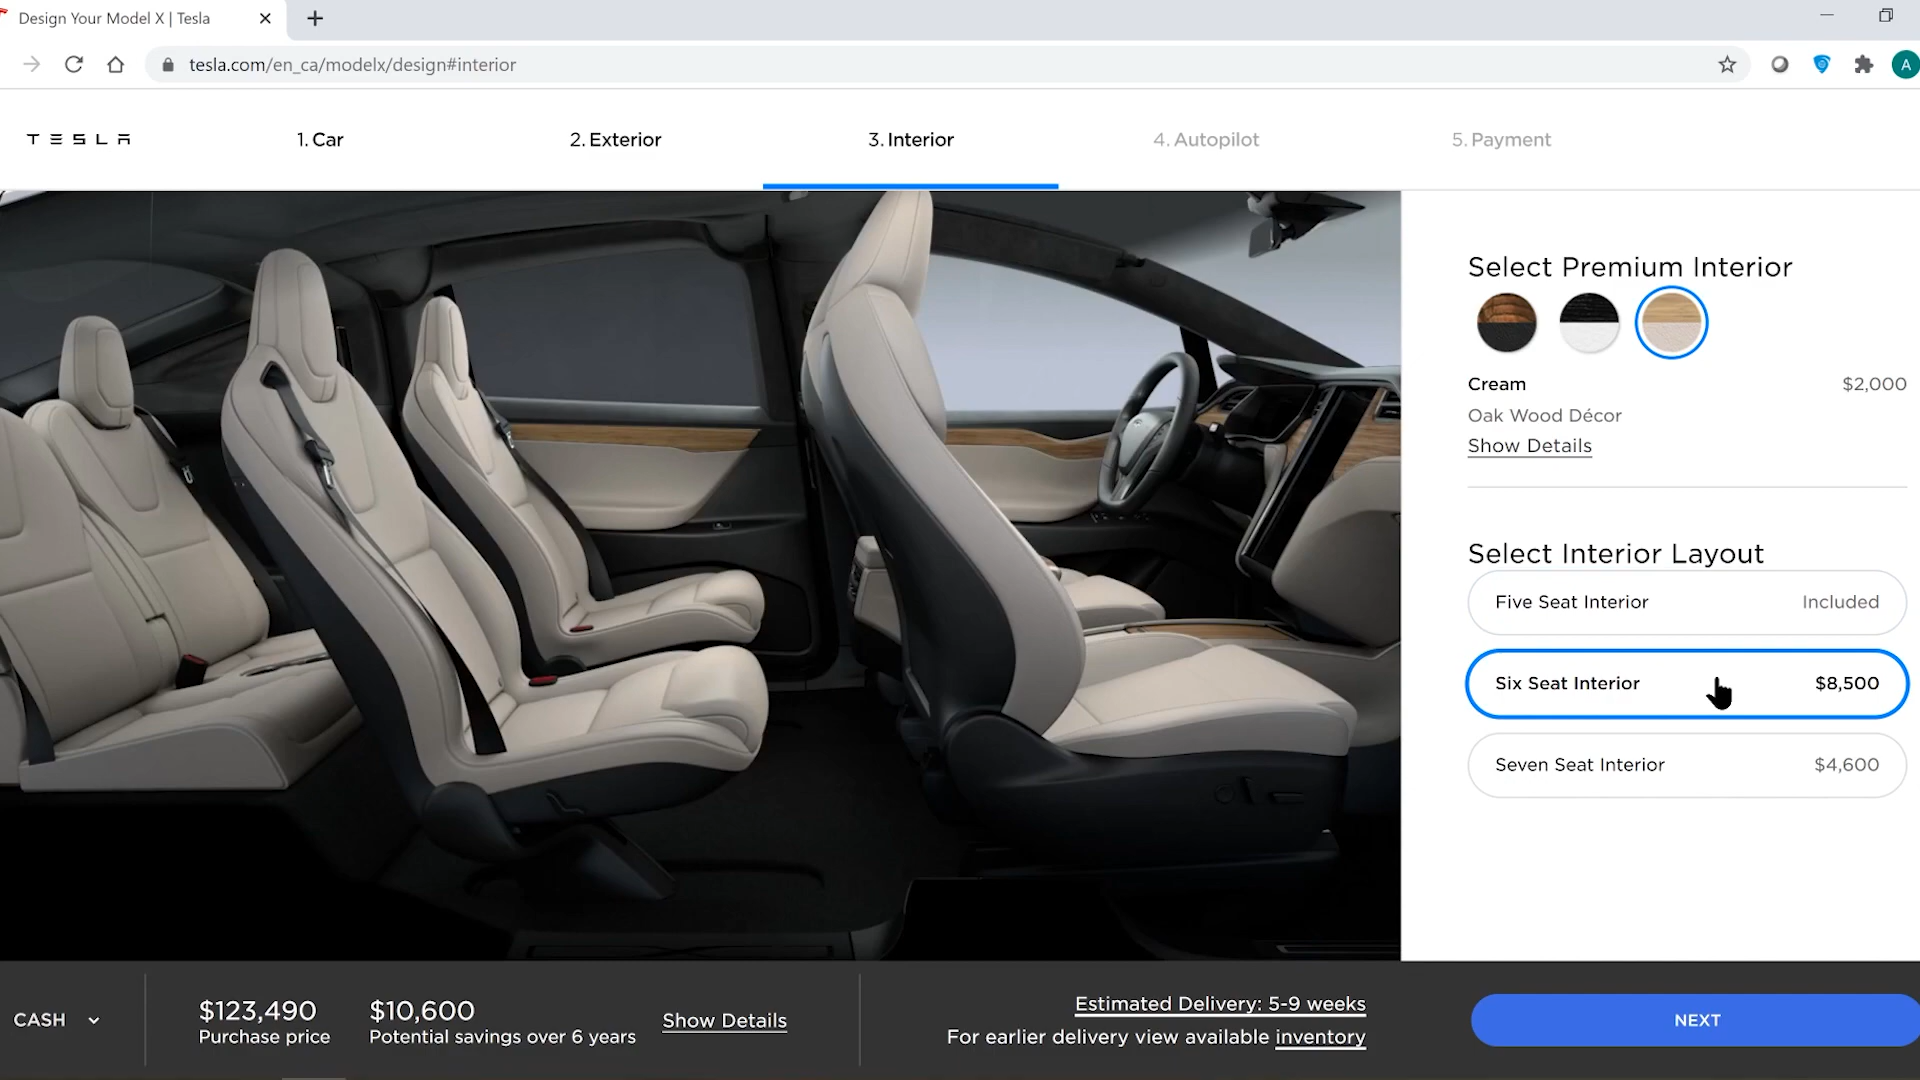 Design Your Model X | Tesla
tesla.com/en_ca/modelx/design#interior
A
TESLA
1. Car
2. Exterior
3. Interior
4. Autopilot
5. Payment
Select Premium Interior
Cream $2,000
Oak Wood Décor
Show Details
Select Interior Layout
Five Seat Interior Included
Six Seat Interior $8,500
Seven Seat Interior $4,600
CASH
$123,490
Purchase price
$10,600
Potential savings over 6 years
Show Details
Estimated Delivery: 5-9 weeks
For earlier delivery view available inventory
NEXT